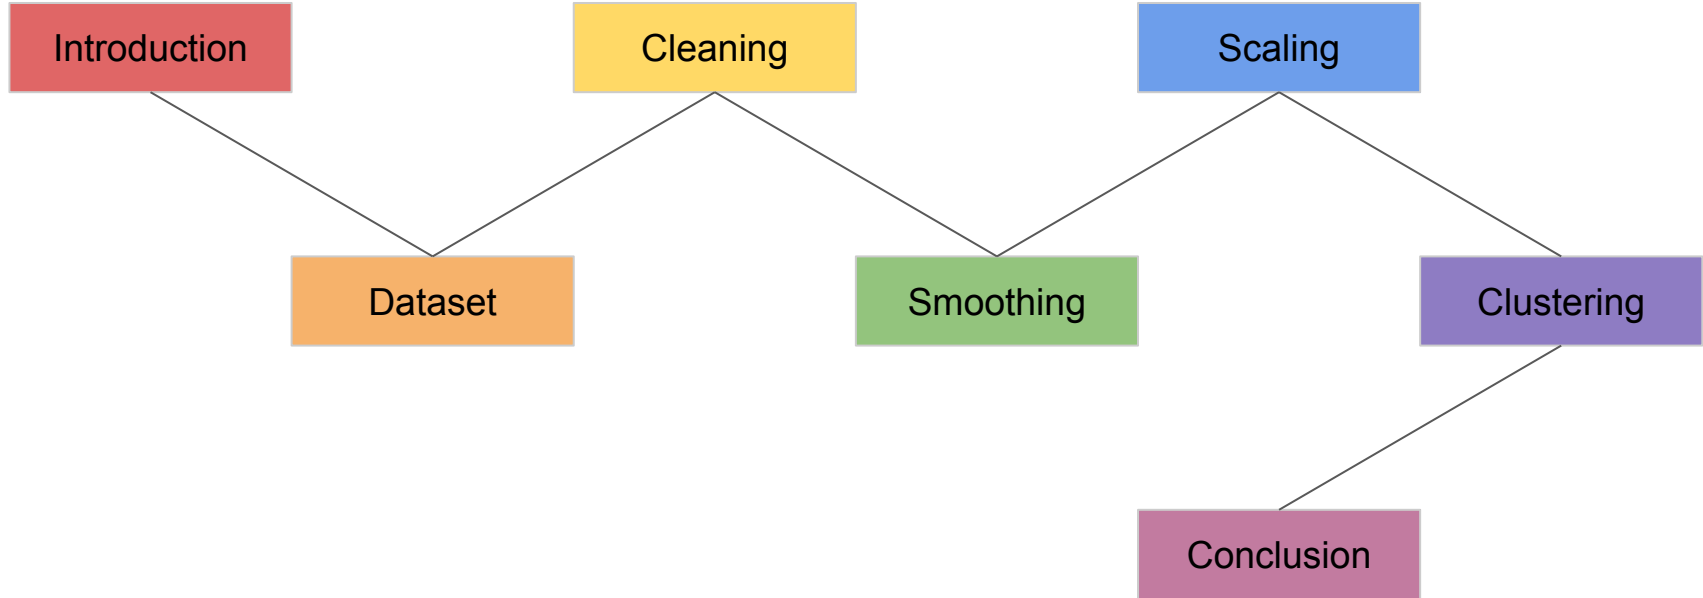 Introduction
Cleaning
Scaling
Dataset
Smoothing
Clustering
Conclusion